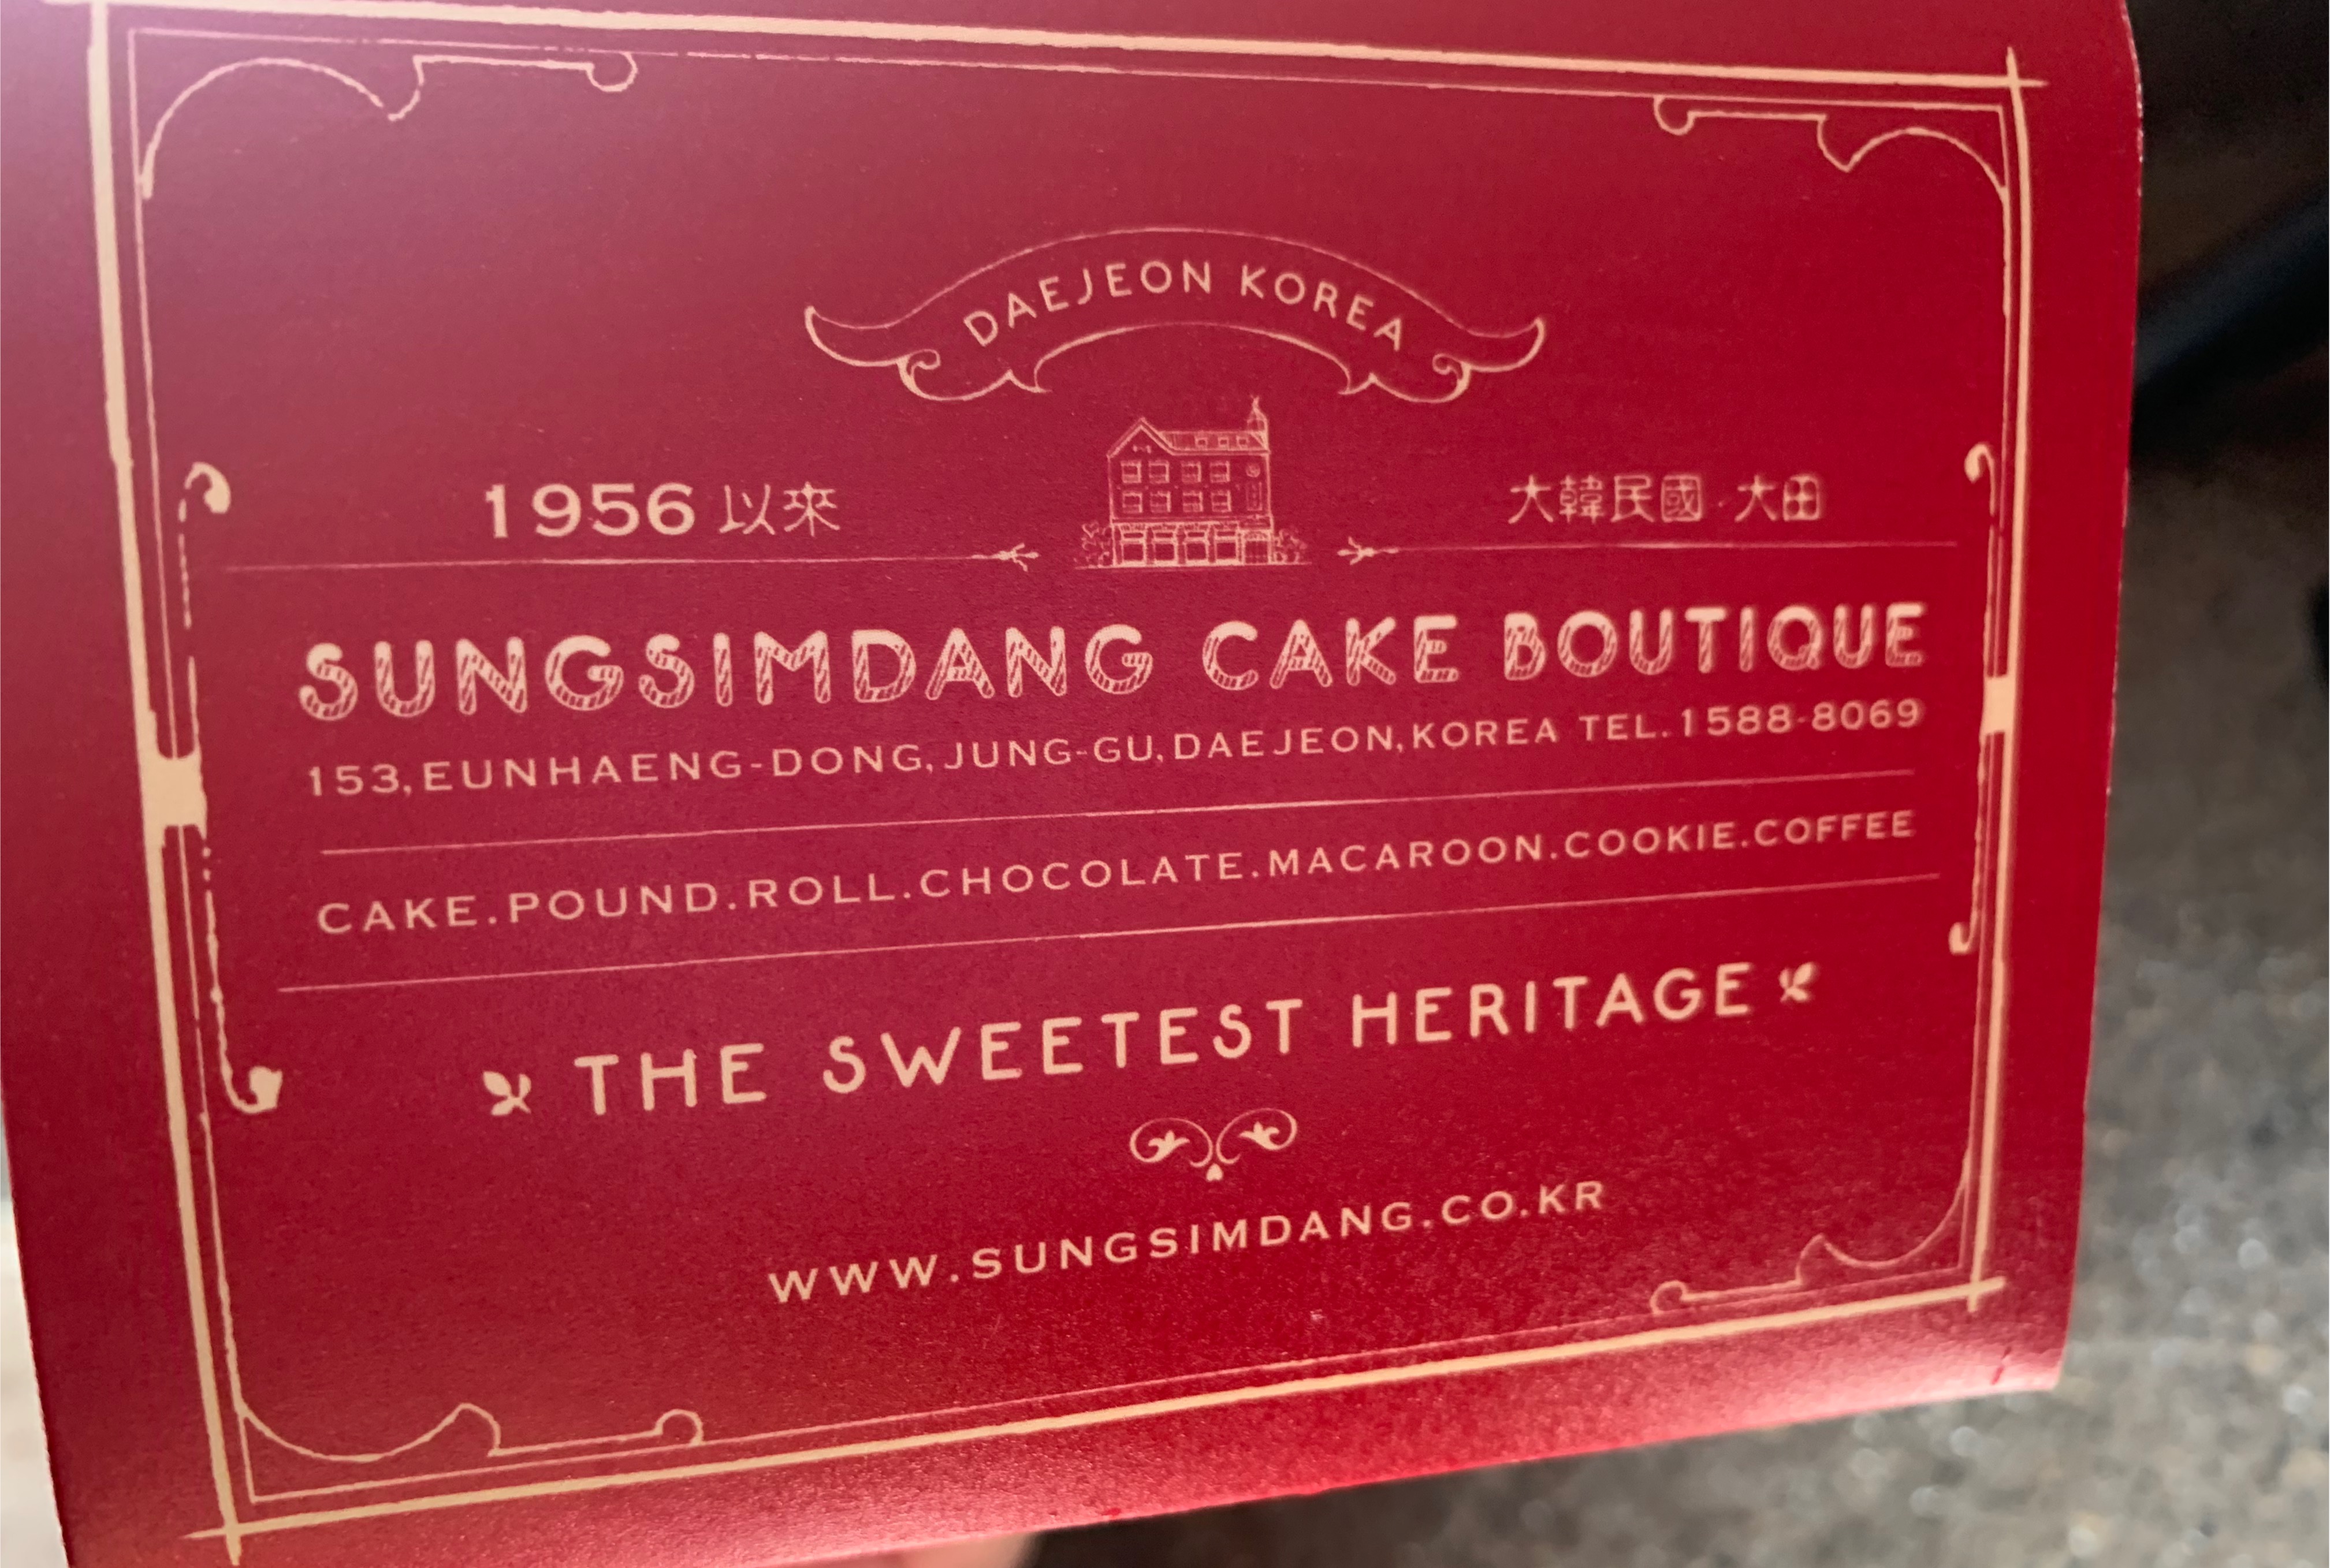 DAEJEON KOREA
1956 以來
大韓民國·大田
SUNGSIMDANG CAKE BOUTIQUE
153, EUNHAENG-DONG, JUNG-GU, DAEJEON, KOREA TEL. 1588-8069
CAKE.POUND.ROLL.CHOCOLATE.MACAROON.COOKIE.COFFEE
THE SWEETEST HERITAGE
WWW.SUNGSIMDANG.CO.KR